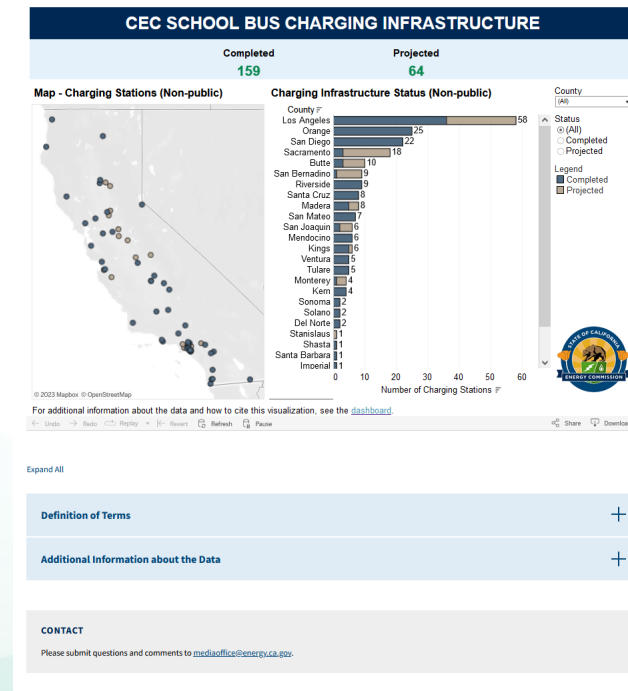 CEC SCHOOL BUS CHARGING INFRASTRUCTURE
Completed
159
Projected
64
Map - Charging Stations (Non-public)
© 2023 Mapbox © OpenStreetMap
Charging Infrastructure Status (Non-public)
County
Los Angeles 58
Orange 25
San Diego 22
Sacramento 18
Butte 10
San Bernadino 9
Riverside 9
Santa Cruz 8
Madera 8
San Mateo 7
San Joaquin 6
Mendocino 6
Kings 6
Ventura 5
Tulare 5
Monterey 4
Kern 4
Sonoma 2
Solano 2
Del Norte 2
Stanislaus 1
Shasta 1
Santa Barbara 1
Imperial 1
0 10 20 30 40 50 60
Number of Charging Stations
County
(All)
Status
(All)
Completed
Projected
Legend
Completed
Projected
STATE OF CALIFORNIA
ENERGY COMMISSION
For additional information about the data and how to cite this visualization, see the dashboard.
Undo Redo Replay Revert Refresh Pause Share Downloa
Expand All
Definition of Terms
Additional Information about the Data
CONTACT
Please submit questions and comments to mediaoffice@energy.ca.gov.